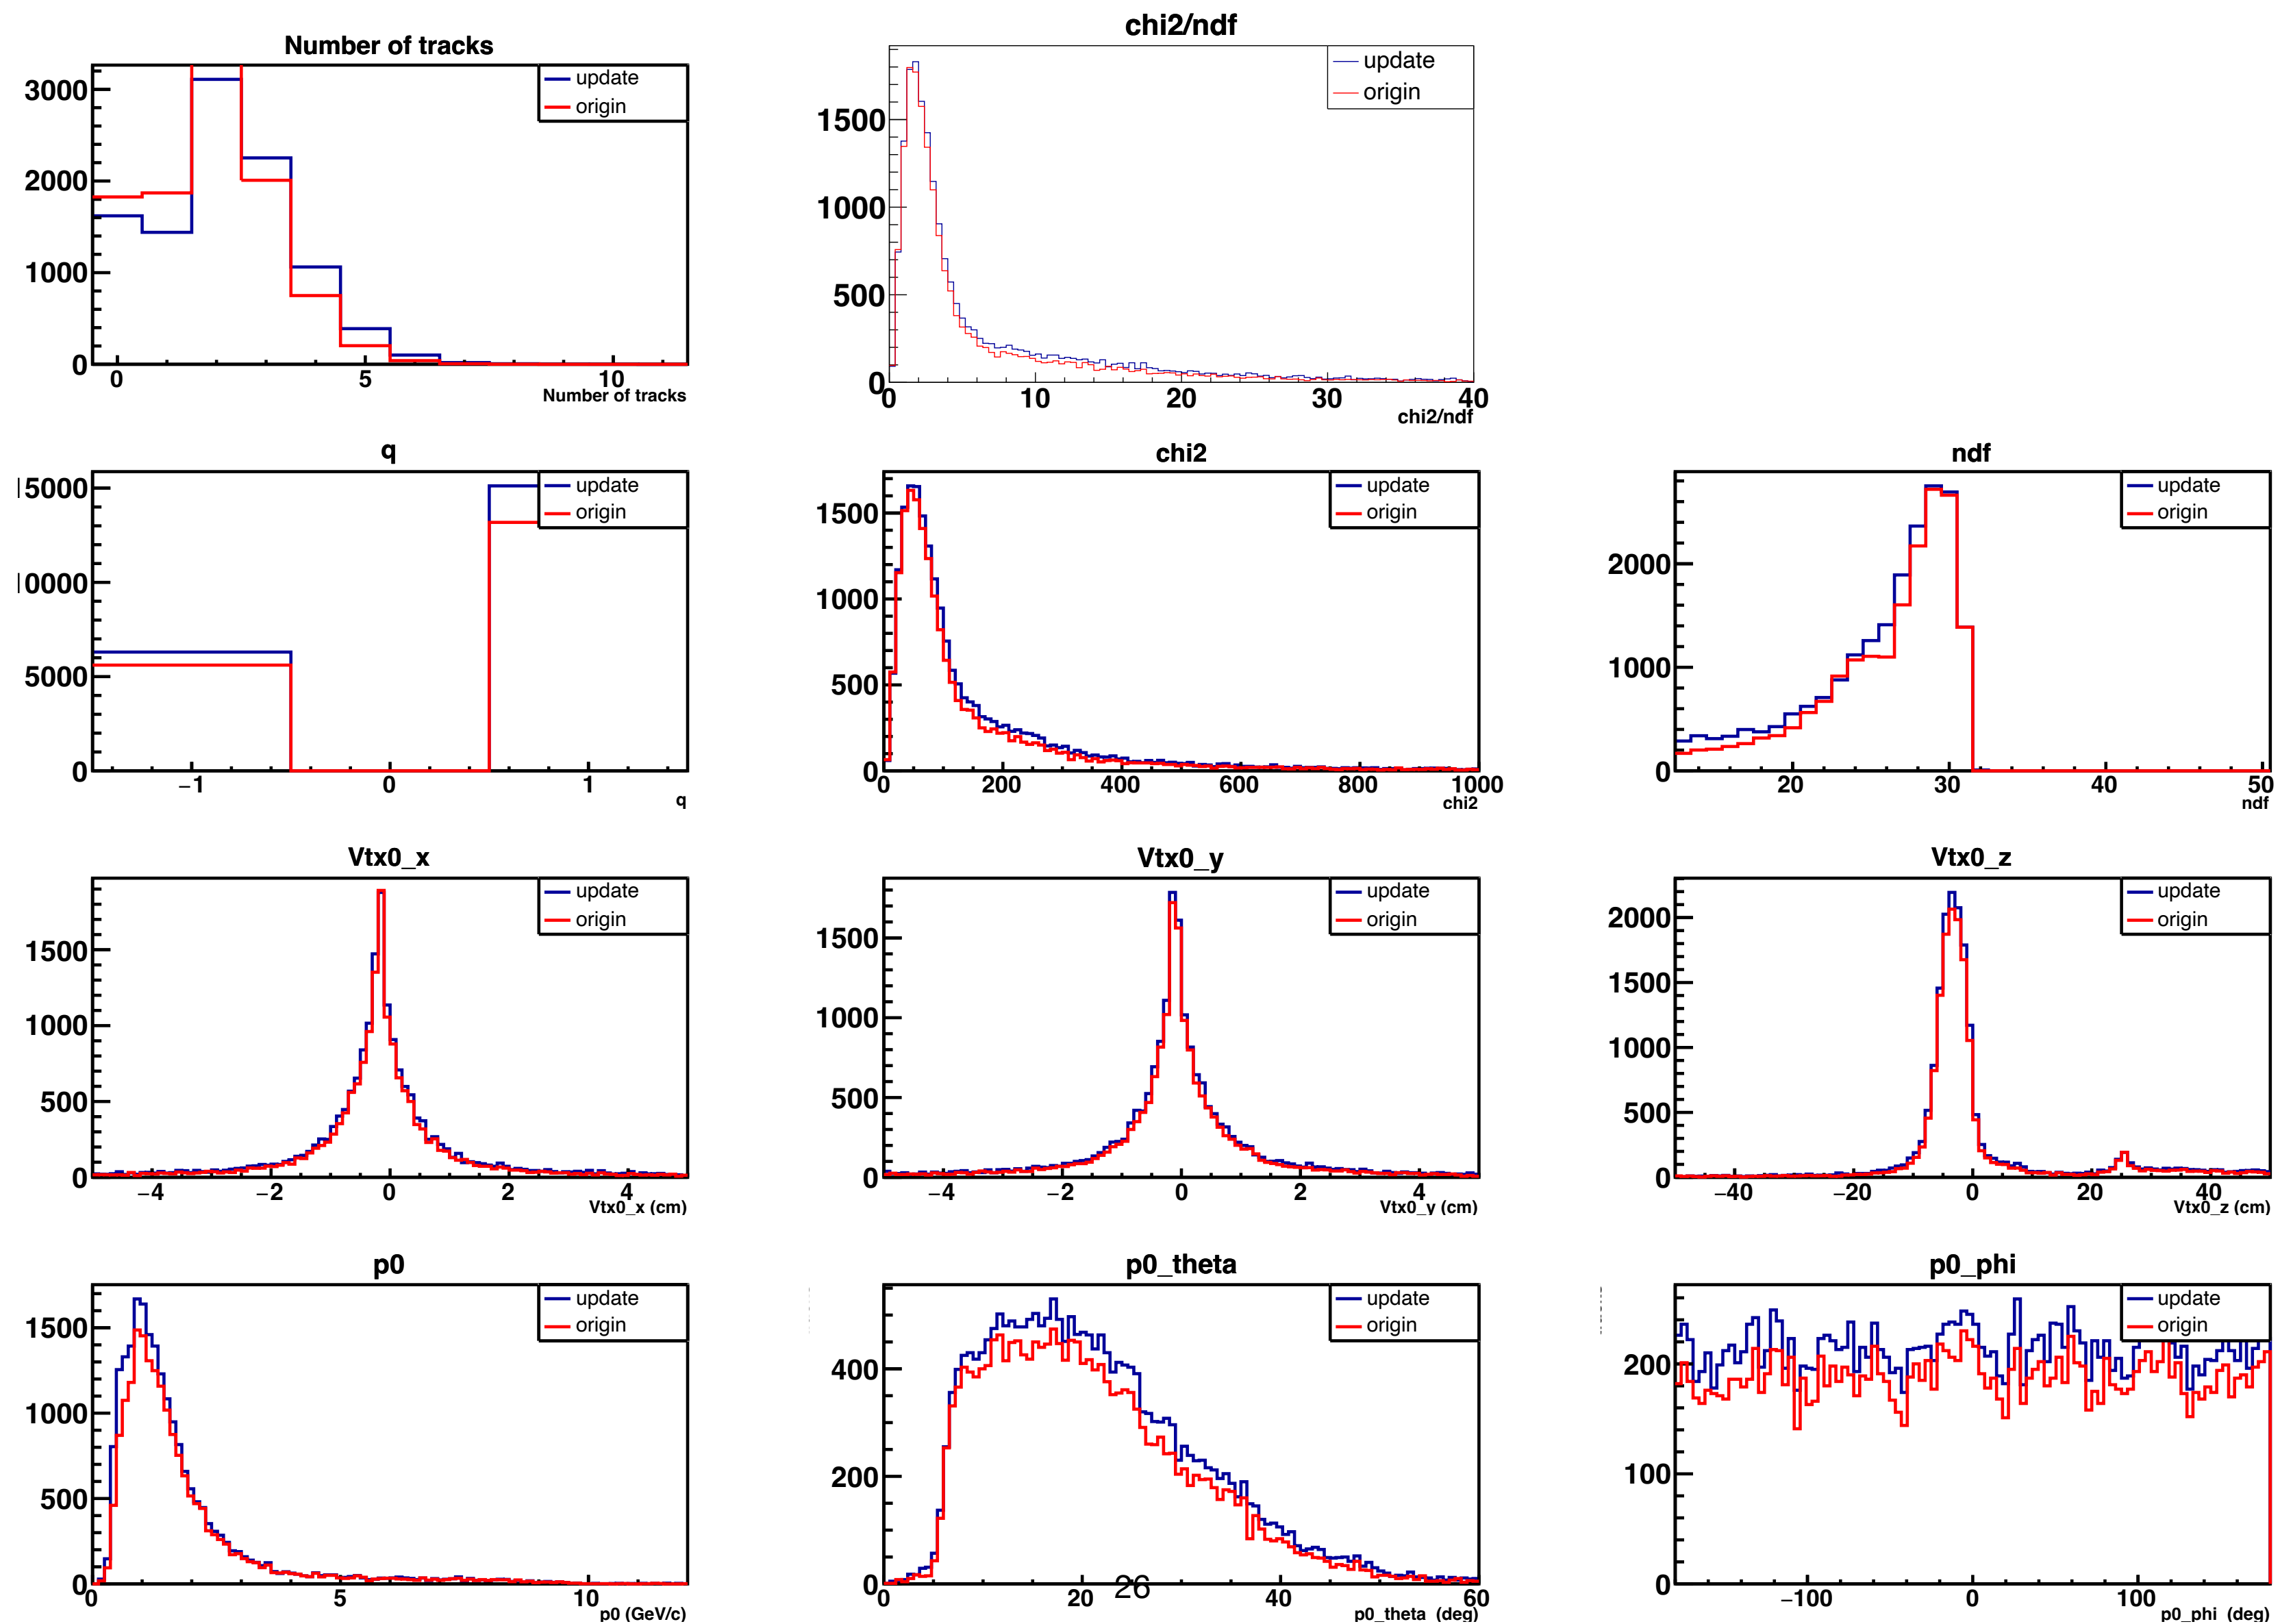 Number of tracks
update
origin
3000
2000
1000
0
0 5 10
Number of tracks
chi2/ndf
update
origin
1500
1000
500
0
0 10 20 30 40
chi2/ndf
q
update
origin
15000
10000
5000
0
−1 0 1
q
chi2
update
origin
1500
1000
500
0
0 200 400 600 800 1000
chi2
ndf
update
origin
2000
1000
0
20 30 40 50
ndf
Vtx0_x
update
origin
1500
1000
500
0
−4 −2 0 2 4
Vtx0_x (cm)
Vtx0_y
update
origin
1500
1000
500
0
−4 −2 0 2 4
Vtx0_y (cm)
Vtx0_z
update
origin
2000
1500
1000
500
0
−40 −20 0 20 40
Vtx0_z (cm)
p0
update
origin
1500
1000
500
0
0 5 10
p0 (GeV/c)
p0_theta
update
origin
400
200
0
0 20 40 60
p0_theta (deg)
26
p0_phi
update
origin
200
100
0
−100 0 100
p0_phi (deg)